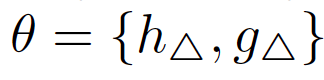 θ = {h△, g△}